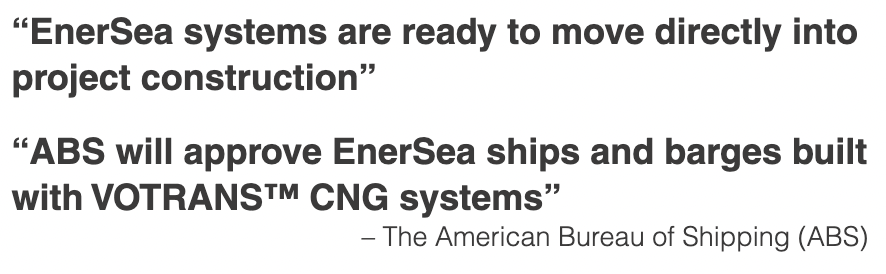 “EnerSea systems are ready to move directly into
project construction”
“ABS will approve EnerSea ships and barges built
with VOTRANS™ CNG systems”
– The American Bureau of Shipping (ABS)